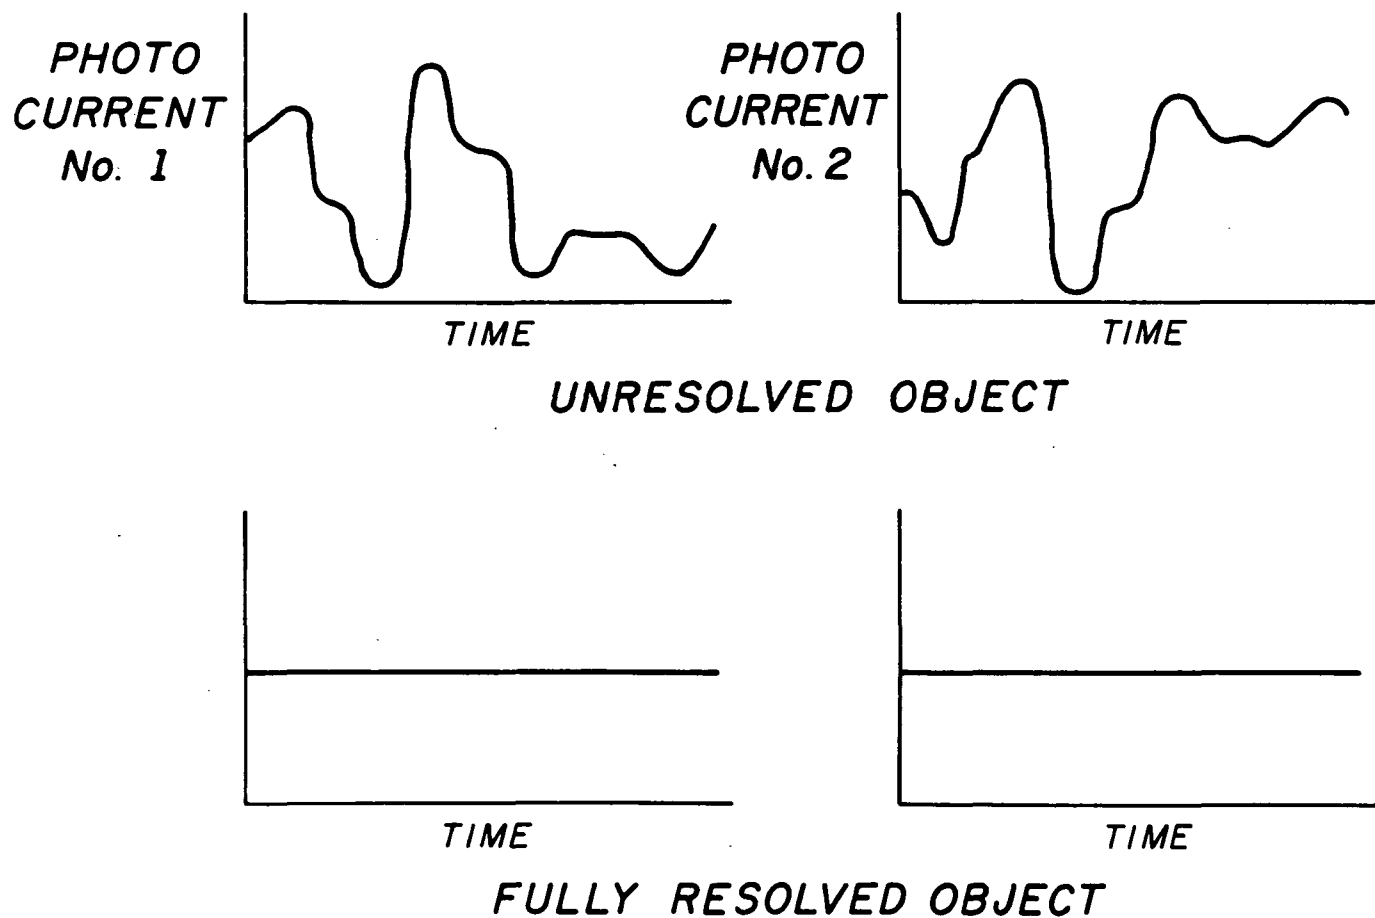 PHOTO
CURRENT
No. 1
PHOTO
CURRENT
No. 2
TIME
TIME
UNRESOLVED OBJECT
TIME
TIME
FULLY RESOLVED OBJECT